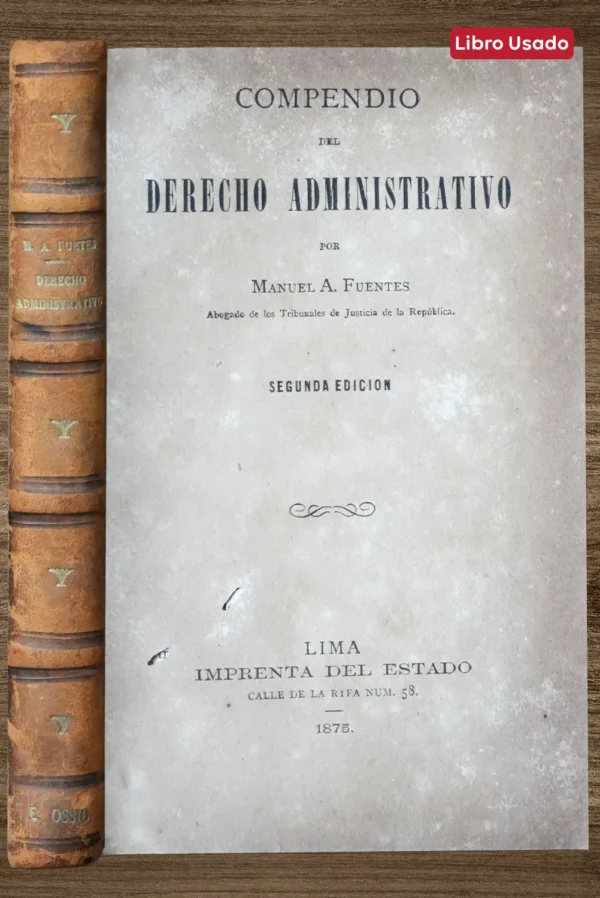 Libro Usado
COMPENDIO
DEL
DERECHO ADMINISTRATIVO
POR
MANUEL A. FUENTES
Abogado de los Tribunales de Justicia de la República.
SEGUNDA EDICION
LIMA
IMPRENTA DEL ESTADO
CALLE DE LA RIFA NUM. 58.
1875.
M. A. FUETES
DERECHO
ADMINISTRATIVO
E. OSSIO